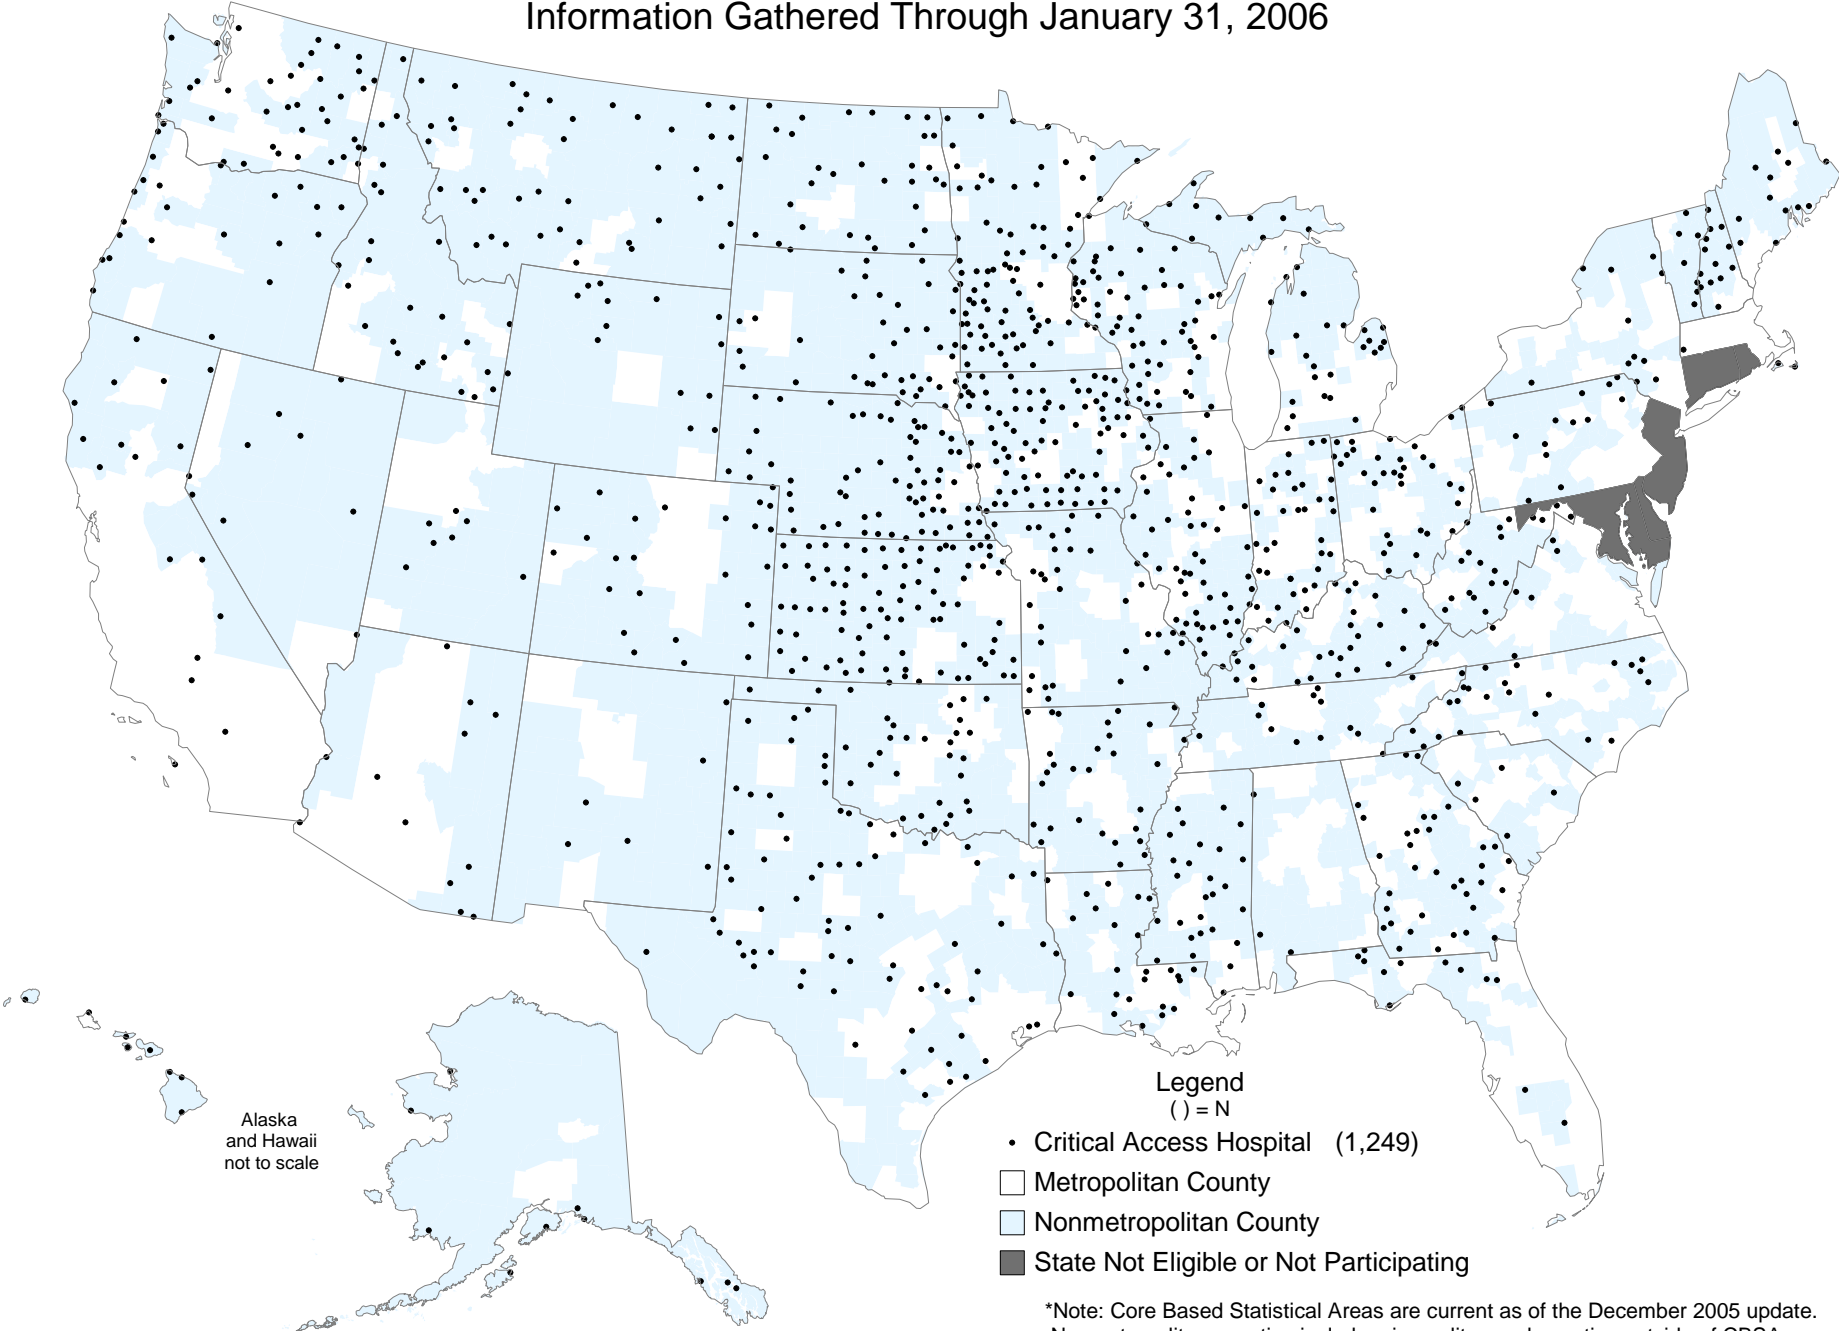 Information Gathered Through January 31, 2006
Alaska
and Hawaii
not to scale
Legend
( ) = N
Critical Access Hospital (1,249)
Metropolitan County
Nonmetropolitan County
State Not Eligible or Not Participating
*Note: Core Based Statistical Areas are current as of the December 2005 update.